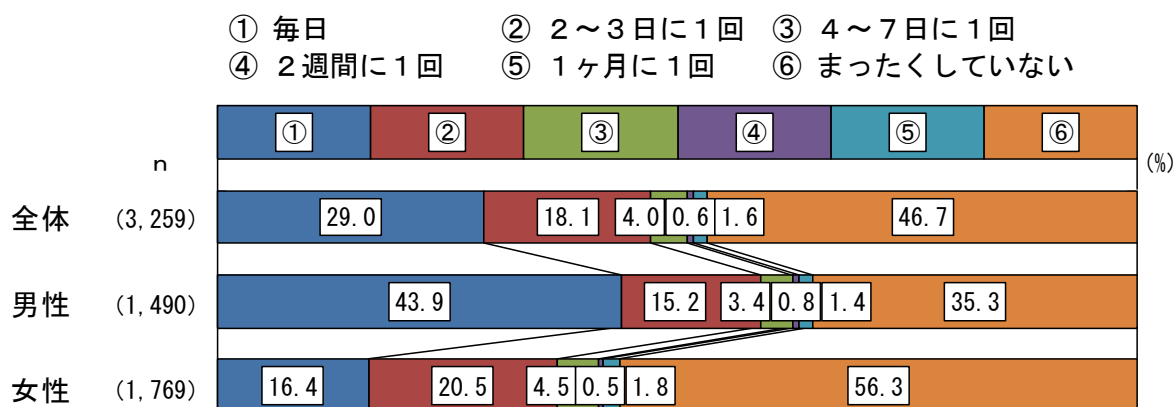 ① 毎日 ② ２～３日に１回 ③ ４～７日に１回
④ ２週間に１回 ⑤ １ヶ月に１回 ⑥ まったくしていない
① ② ③ ④ ⑤ ⑥
n (%)
全体 (3,259) 29.0 18.1 4.0 0.6 1.6 46.7
男性 (1,490) 43.9 15.2 3.4 0.8 1.4 35.3
女性 (1,769) 16.4 20.5 4.5 0.5 1.8 56.3